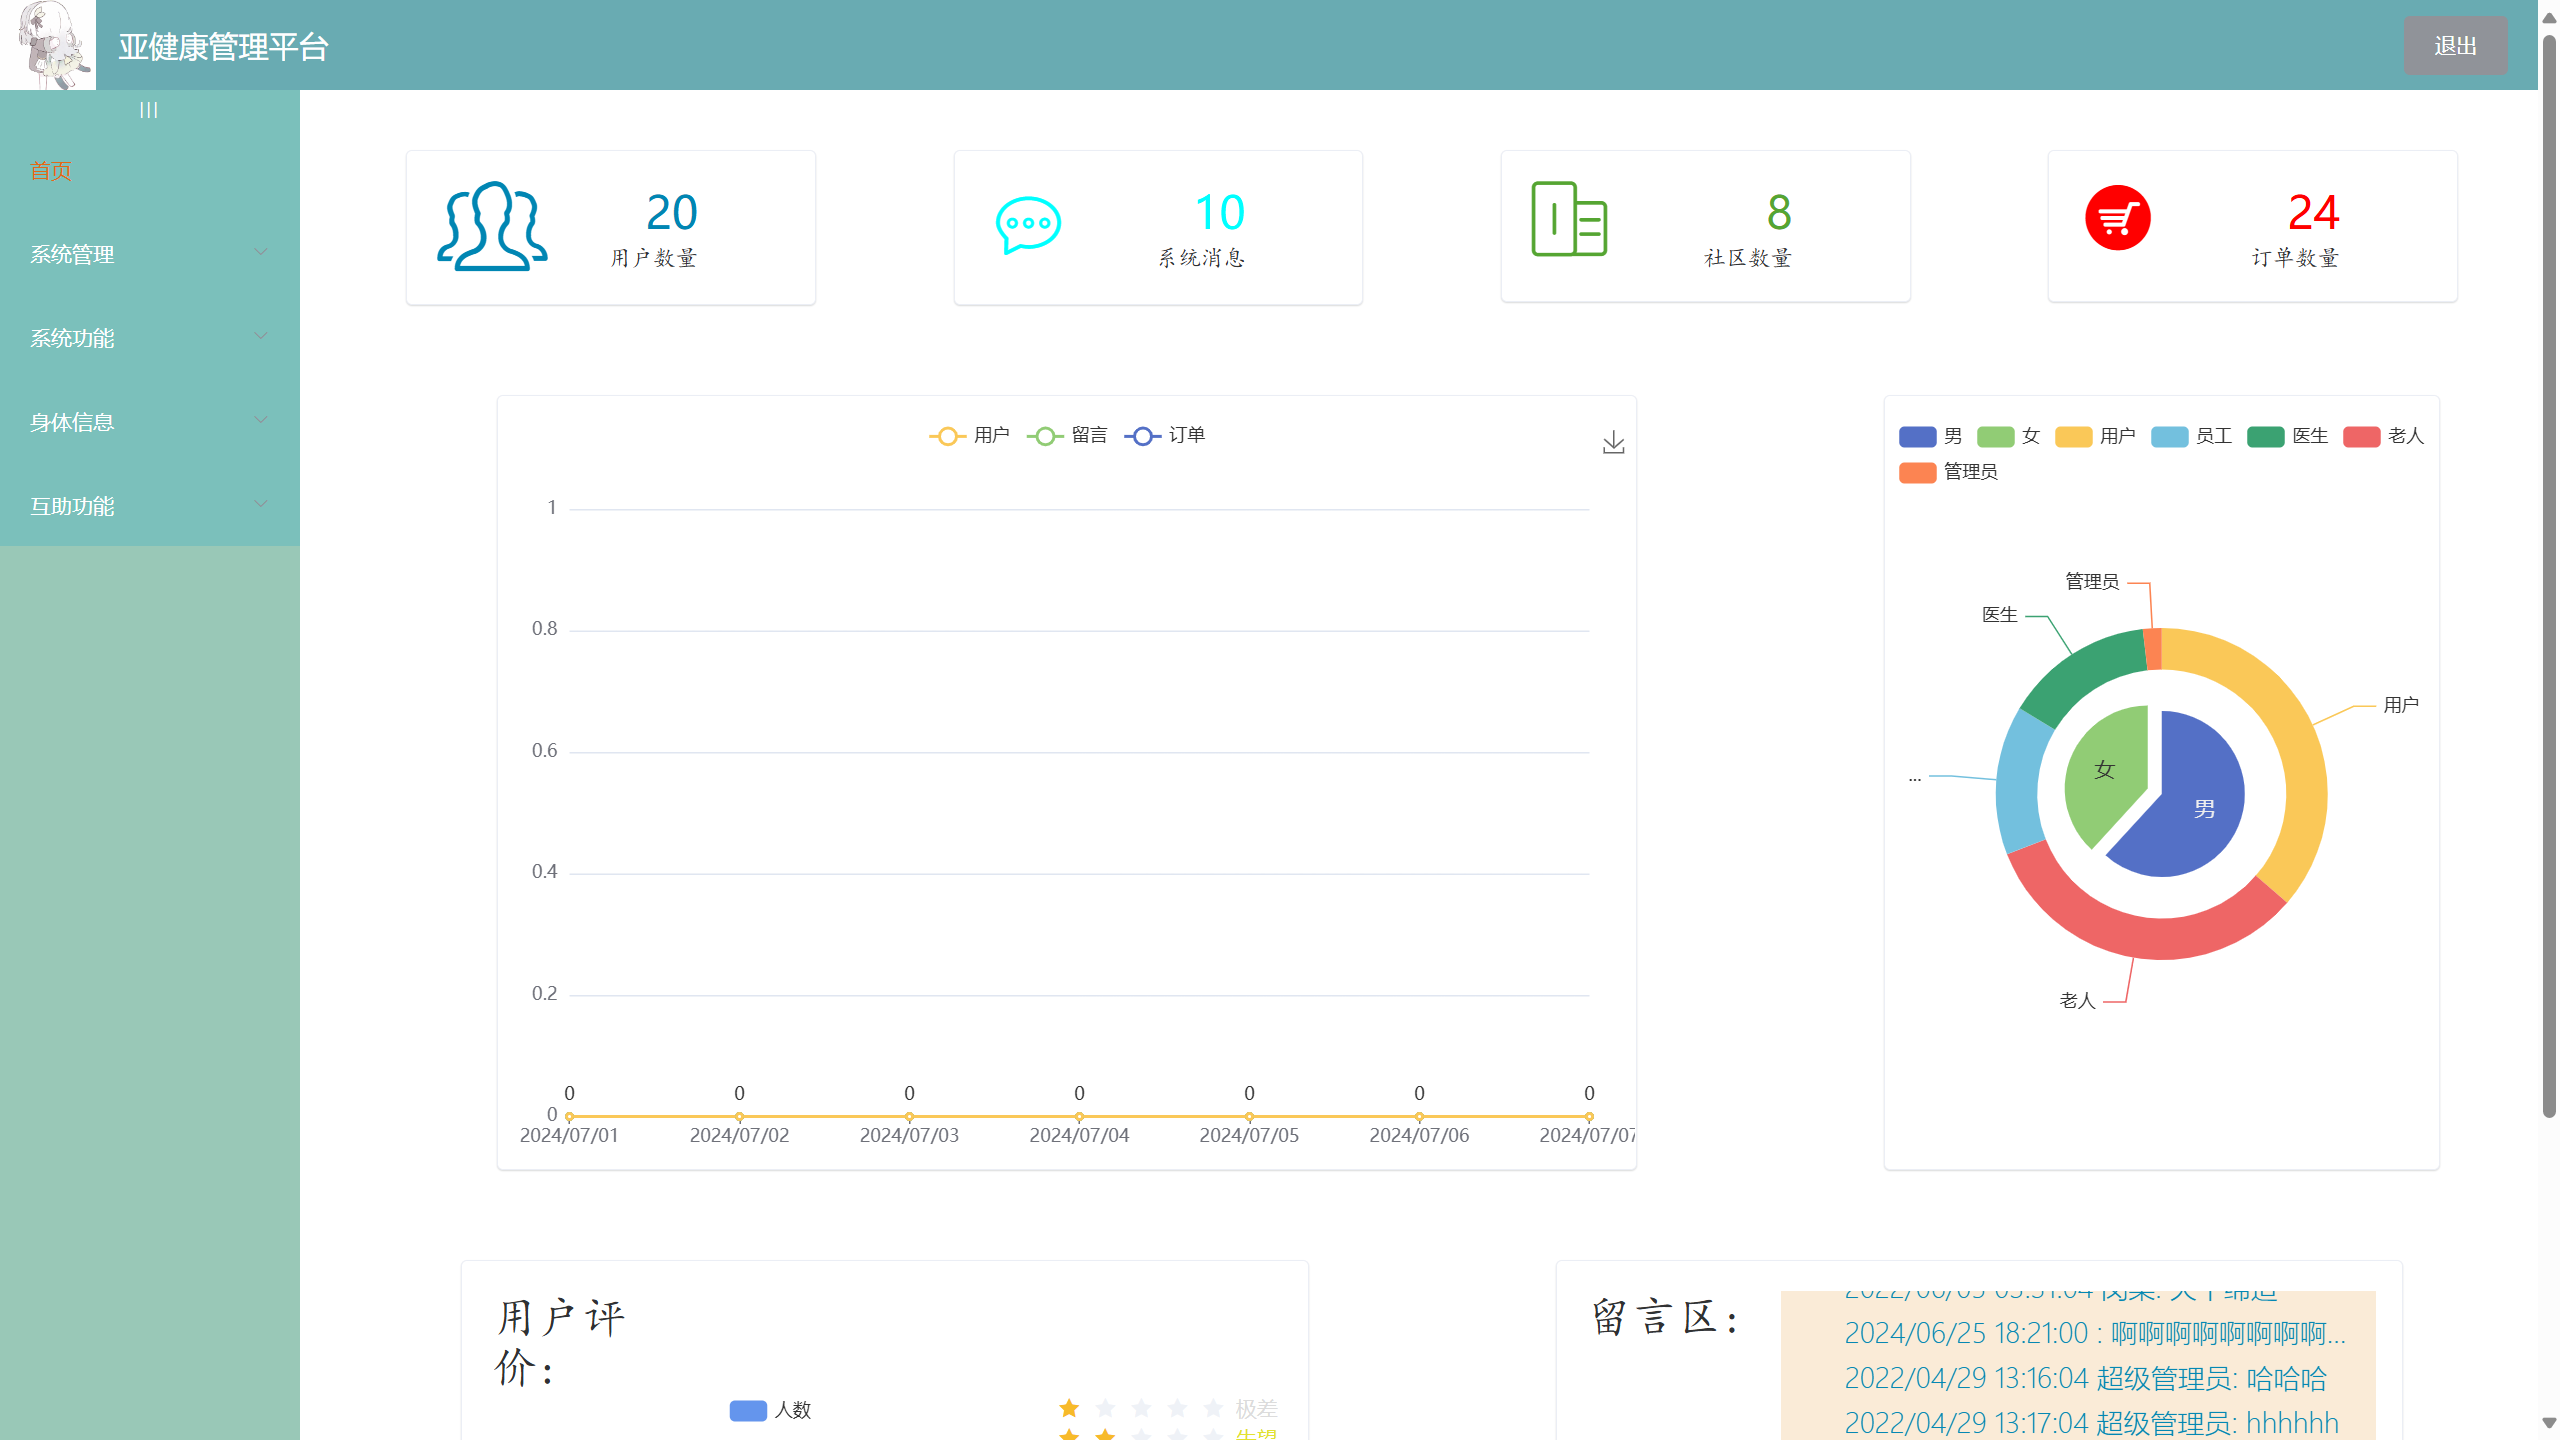 亚健康管理平台
退出
首页
系统管理
系统功能
身体信息
互助功能
20
用户数量
10
系统消息
8
社区数量
24
订单数量
用户 留言 订单
1
0.8
0.6
0.4
0.2
0
0 0 0 0 0 0 0
2024/07/01 2024/07/02 2024/07/03 2024/07/04 2024/07/05 2024/07/06 2024/07/07
男 女 用户 员工 医生 老人
管理员
管理员
医生
用户
...
女
男
老人
用户评
价:
人数
极差
失望
留言区:
2024/06/25 18:21:00 : 啊啊啊啊啊啊啊啊...
2022/04/29 13:16:04 超级管理员: 哈哈哈
2022/04/29 13:17:04 超级管理员: hhhhhh